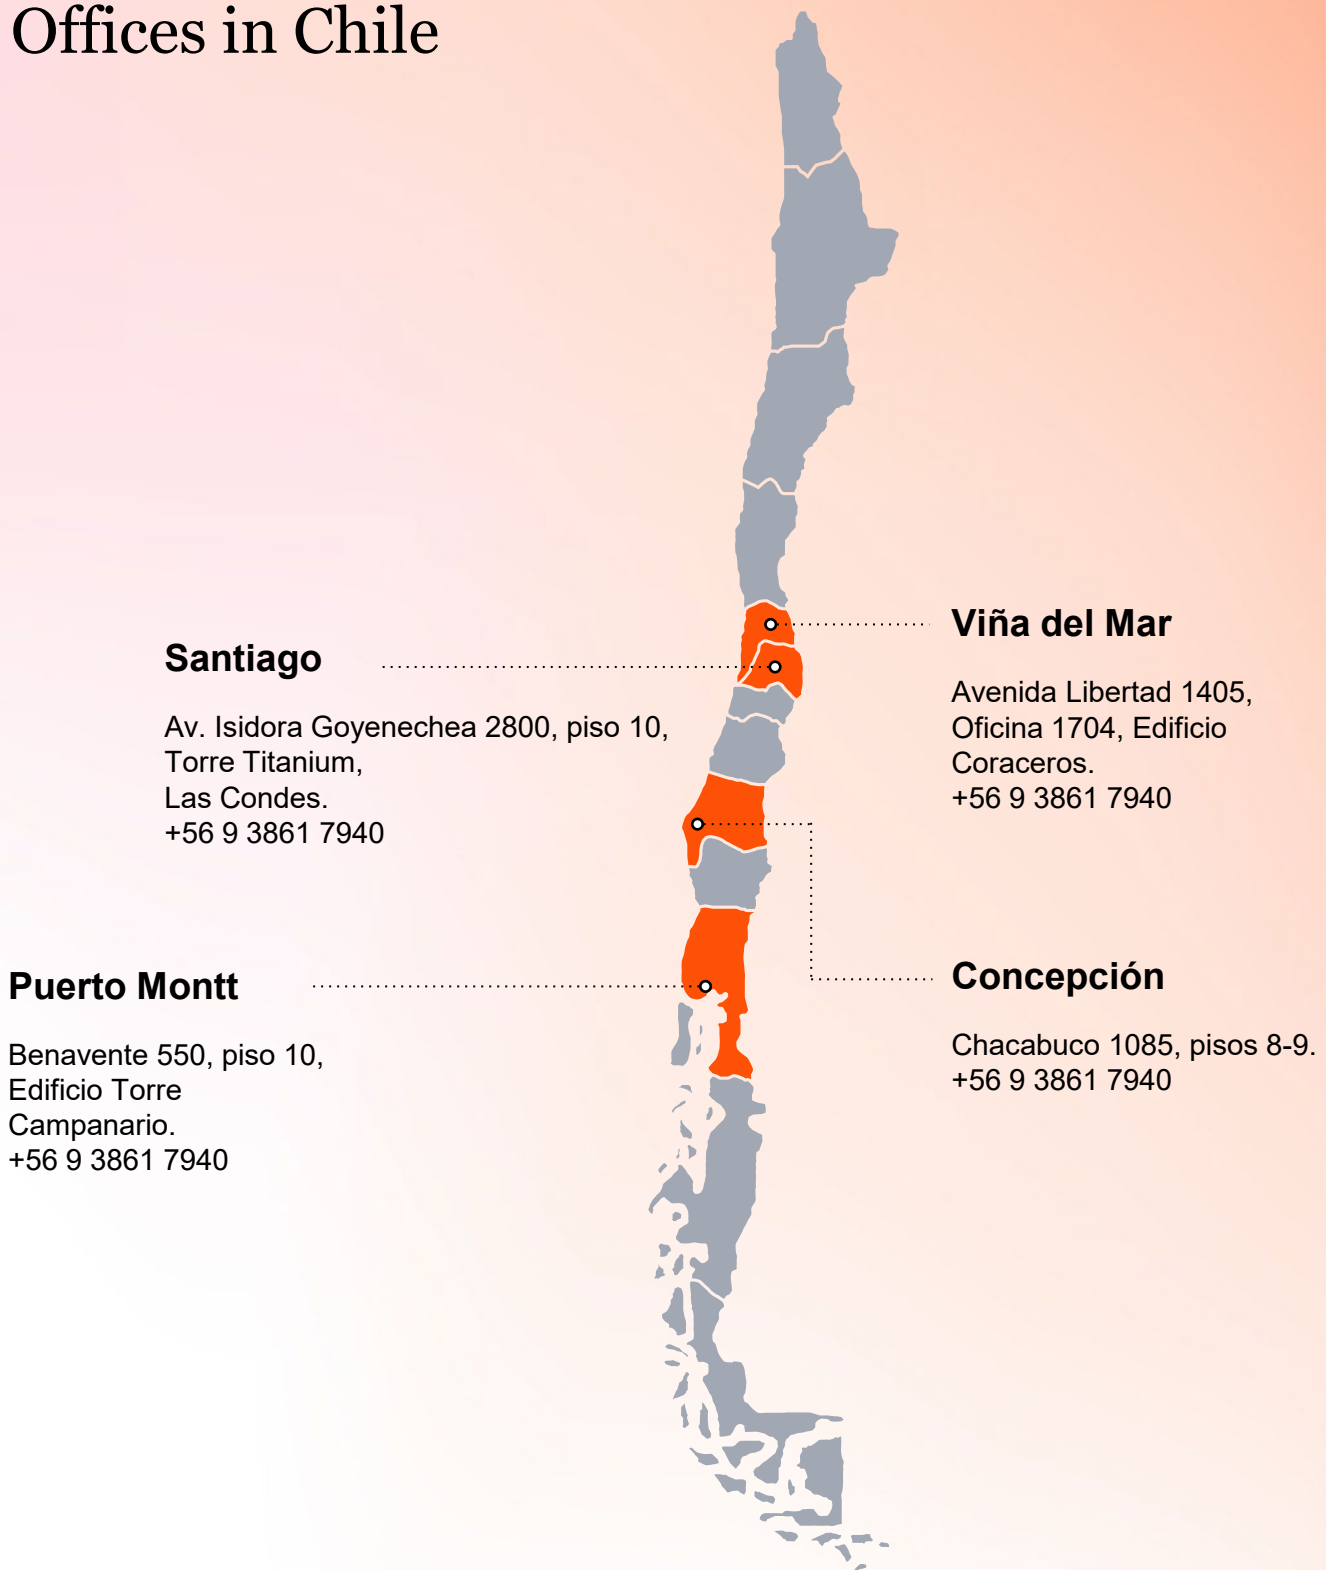 Offices in Chile
Santiago
Av. Isidora Goyenechea 2800, piso 10,
Torre Titanium,
Las Condes.
+56 9 3861 7940
Viña del Mar
Avenida Libertad 1405,
Oficina 1704, Edificio
Coraceros.
+56 9 3861 7940
Puerto Montt
Benavente 550, piso 10,
Edificio Torre
Campanario.
+56 9 3861 7940
Concepción
Chacabuco 1085, pisos 8-9.
+56 9 3861 7940